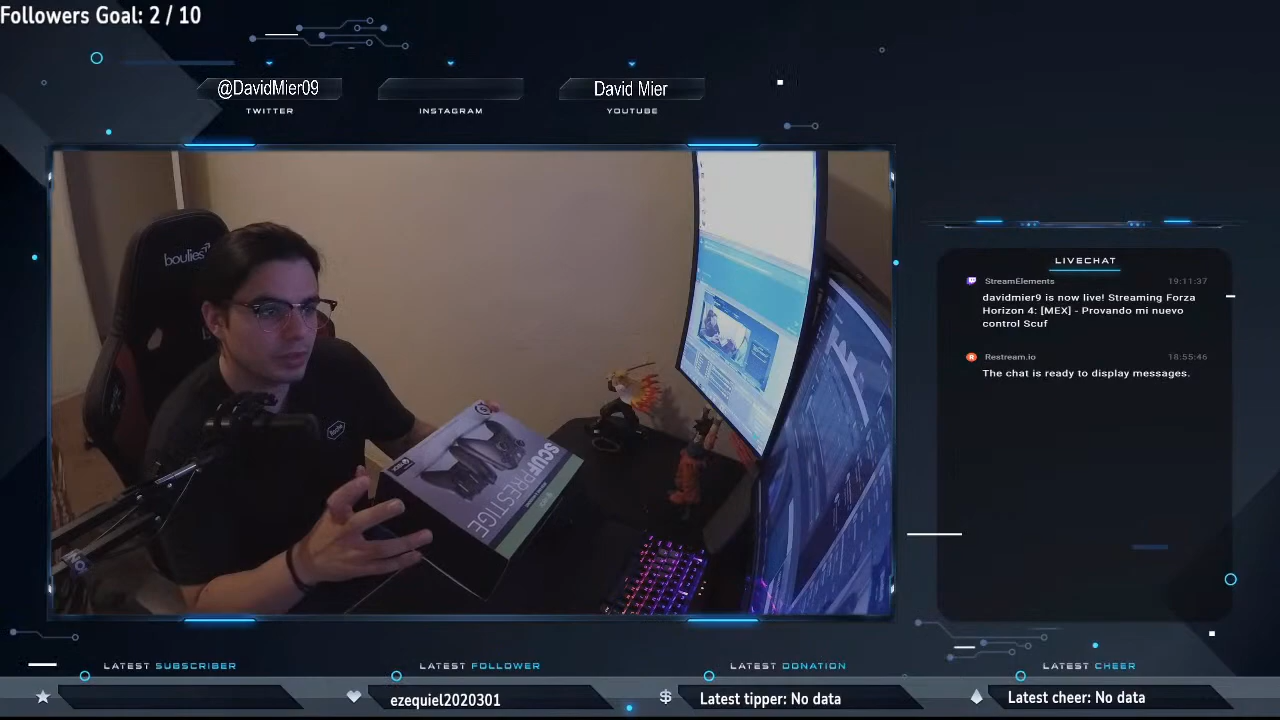 Followers Goal: 2 / 10
@DavidMier09
David Mier
TWITTER
INSTAGRAM
YOUTUBE
boulies
SCUF PRESTIGE
LIVECHAT
StreamElements 19:11:37
davidmier9 is now live! Streaming Forza
Horizon 4: [MEX] - Provando mi nuevo
control Scuf
Restream.io 18:55:46
The chat is ready to display messages.
LATEST SUBSCRIBER
LATEST FOLLOWER
LATEST DONATION
LATEST CHEER
ezequiel2020301
Latest tipper: No data
Latest cheer: No data